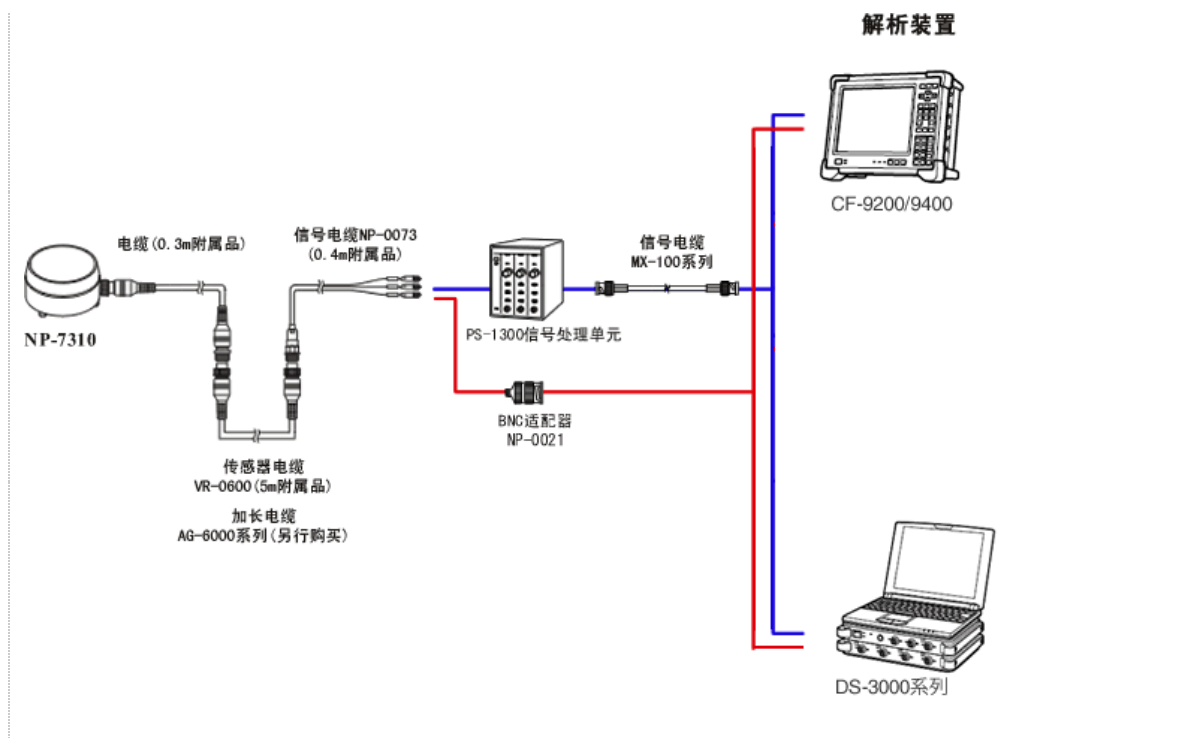 解析装置
CF-9200/9400
电缆(0.3m附属品)
信号电缆NP-0073
(0.4m附属品)
信号电缆
MX-100系列
NP-7310
PS-1300信号处理单元
BNC适配器
NP-0021
传感器电缆
VR-0600(5m附属品)
加长电缆
AG-6000系列(另行购买)
DS-3000系列